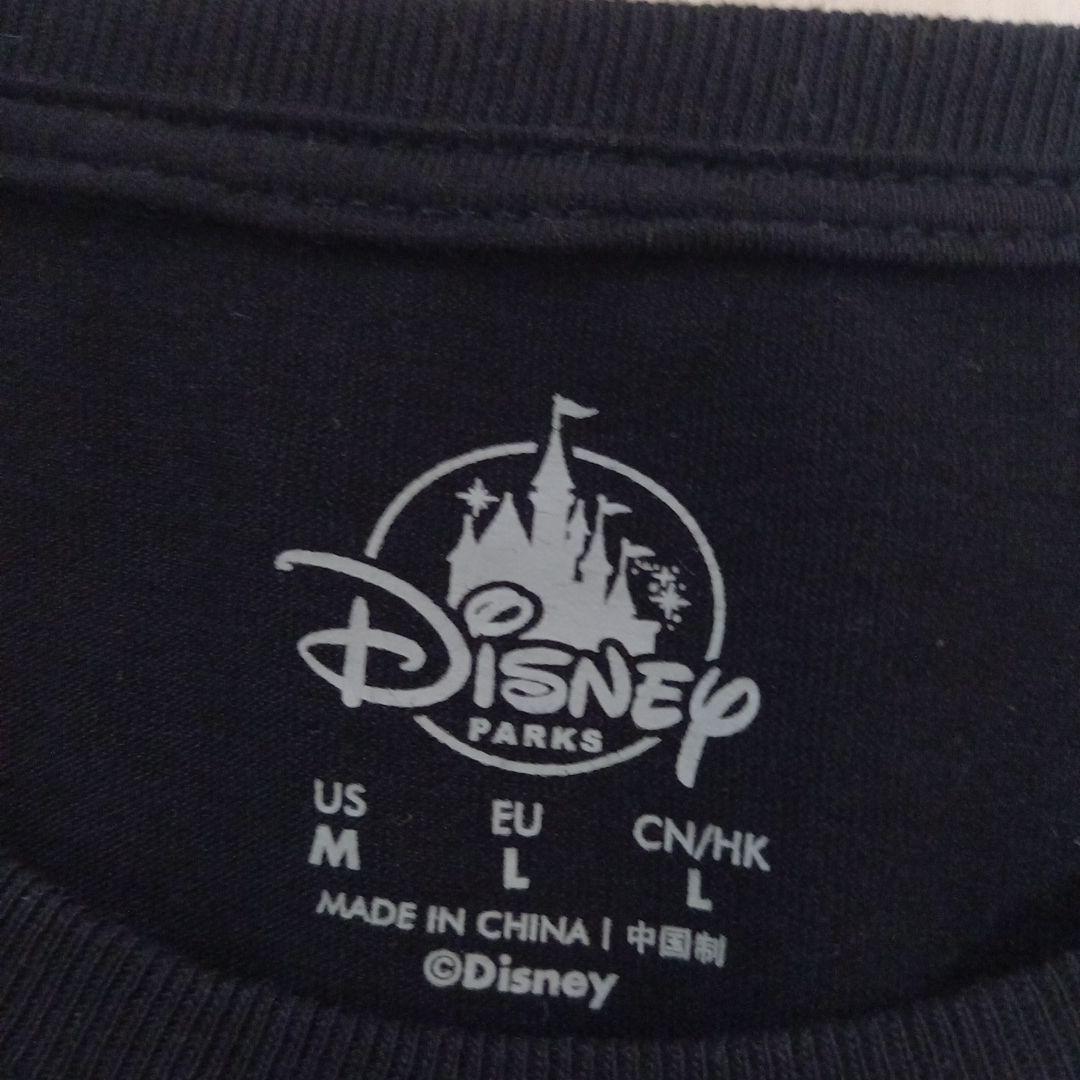 Disney
PARKS
US EU CN/HK
M L L
MADE IN CHINA | 中国制
©Disney